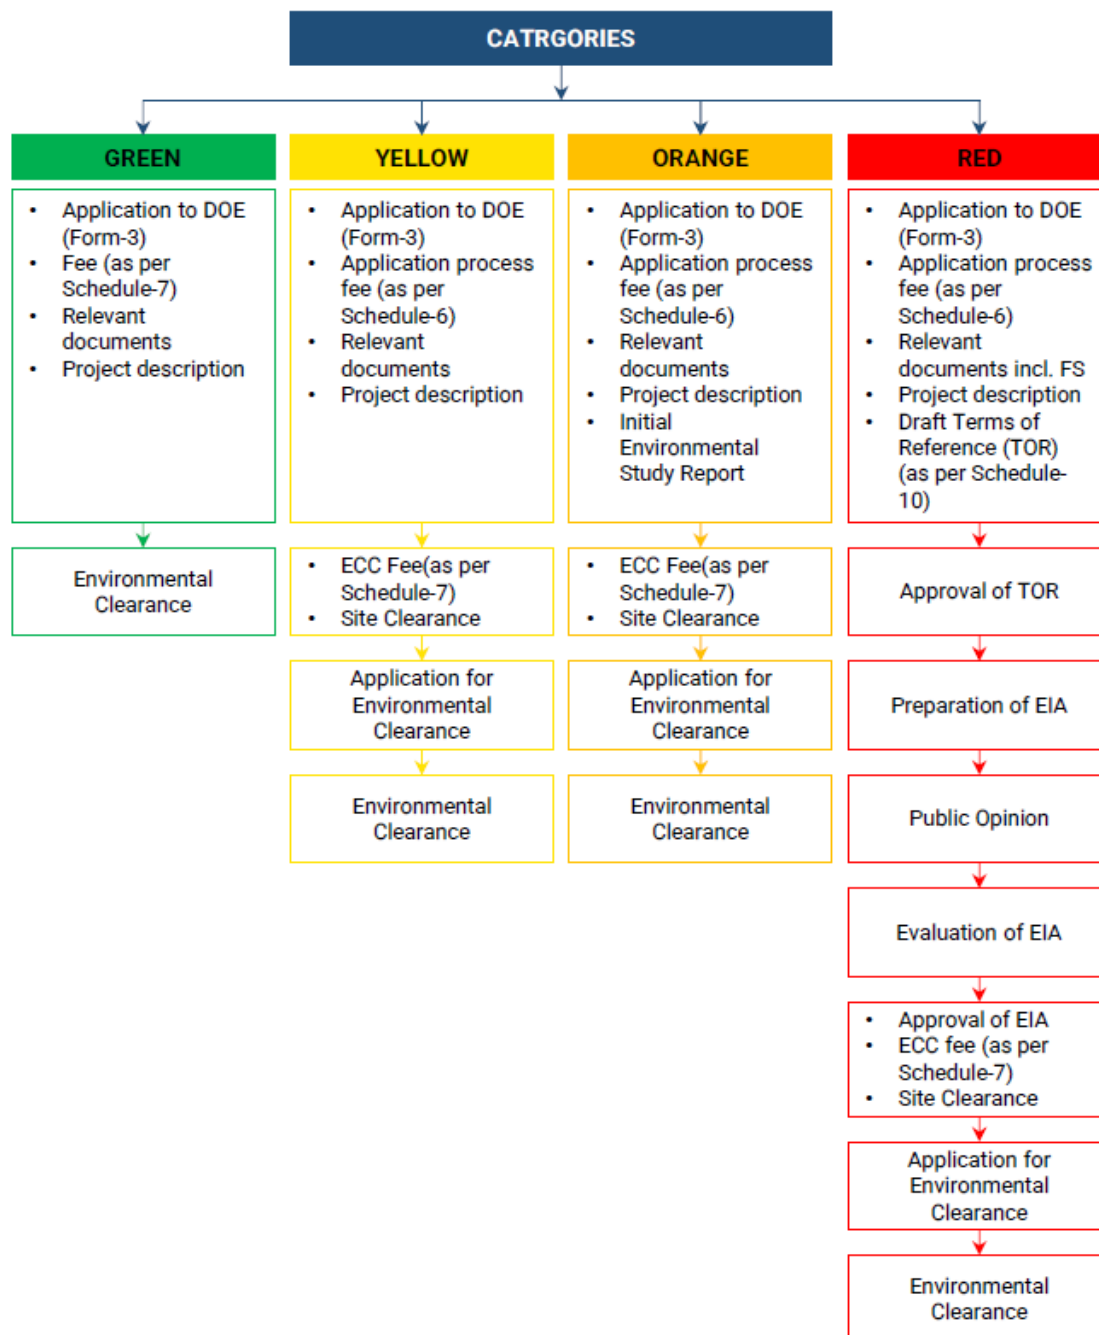 CATRGORIES
GREEN
• Application to DOE
(Form-3)
• Fee (as per
Schedule-7)
• Relevant
documents
• Project description
Environmental
Clearance
YELLOW
• Application to DOE
(Form-3)
• Application process
fee (as per
Schedule-6)
• Relevant
documents
• Project description
• ECC Fee(as per
Schedule-7)
• Site Clearance
Application for
Environmental
Clearance
Environmental
Clearance
ORANGE
• Application to DOE
(Form-3)
• Application process
fee (as per
Schedule-6)
• Relevant
documents
• Project description
• Initial
Environmental
Study Report
• ECC Fee(as per
Schedule-7)
• Site Clearance
Application for
Environmental
Clearance
Environmental
Clearance
RED
• Application to DOE
(Form-3)
• Application process
fee (as per
Schedule-6)
• Relevant
documents incl. FS
• Project description
• Draft Terms of
Reference (TOR)
(as per Schedule-
10)
Approval of TOR
Preparation of EIA
Public Opinion
Evaluation of EIA
• Approval of EIA
• ECC fee (as per
Schedule-7)
• Site Clearance
Application for
Environmental
Clearance
Environmental
Clearance